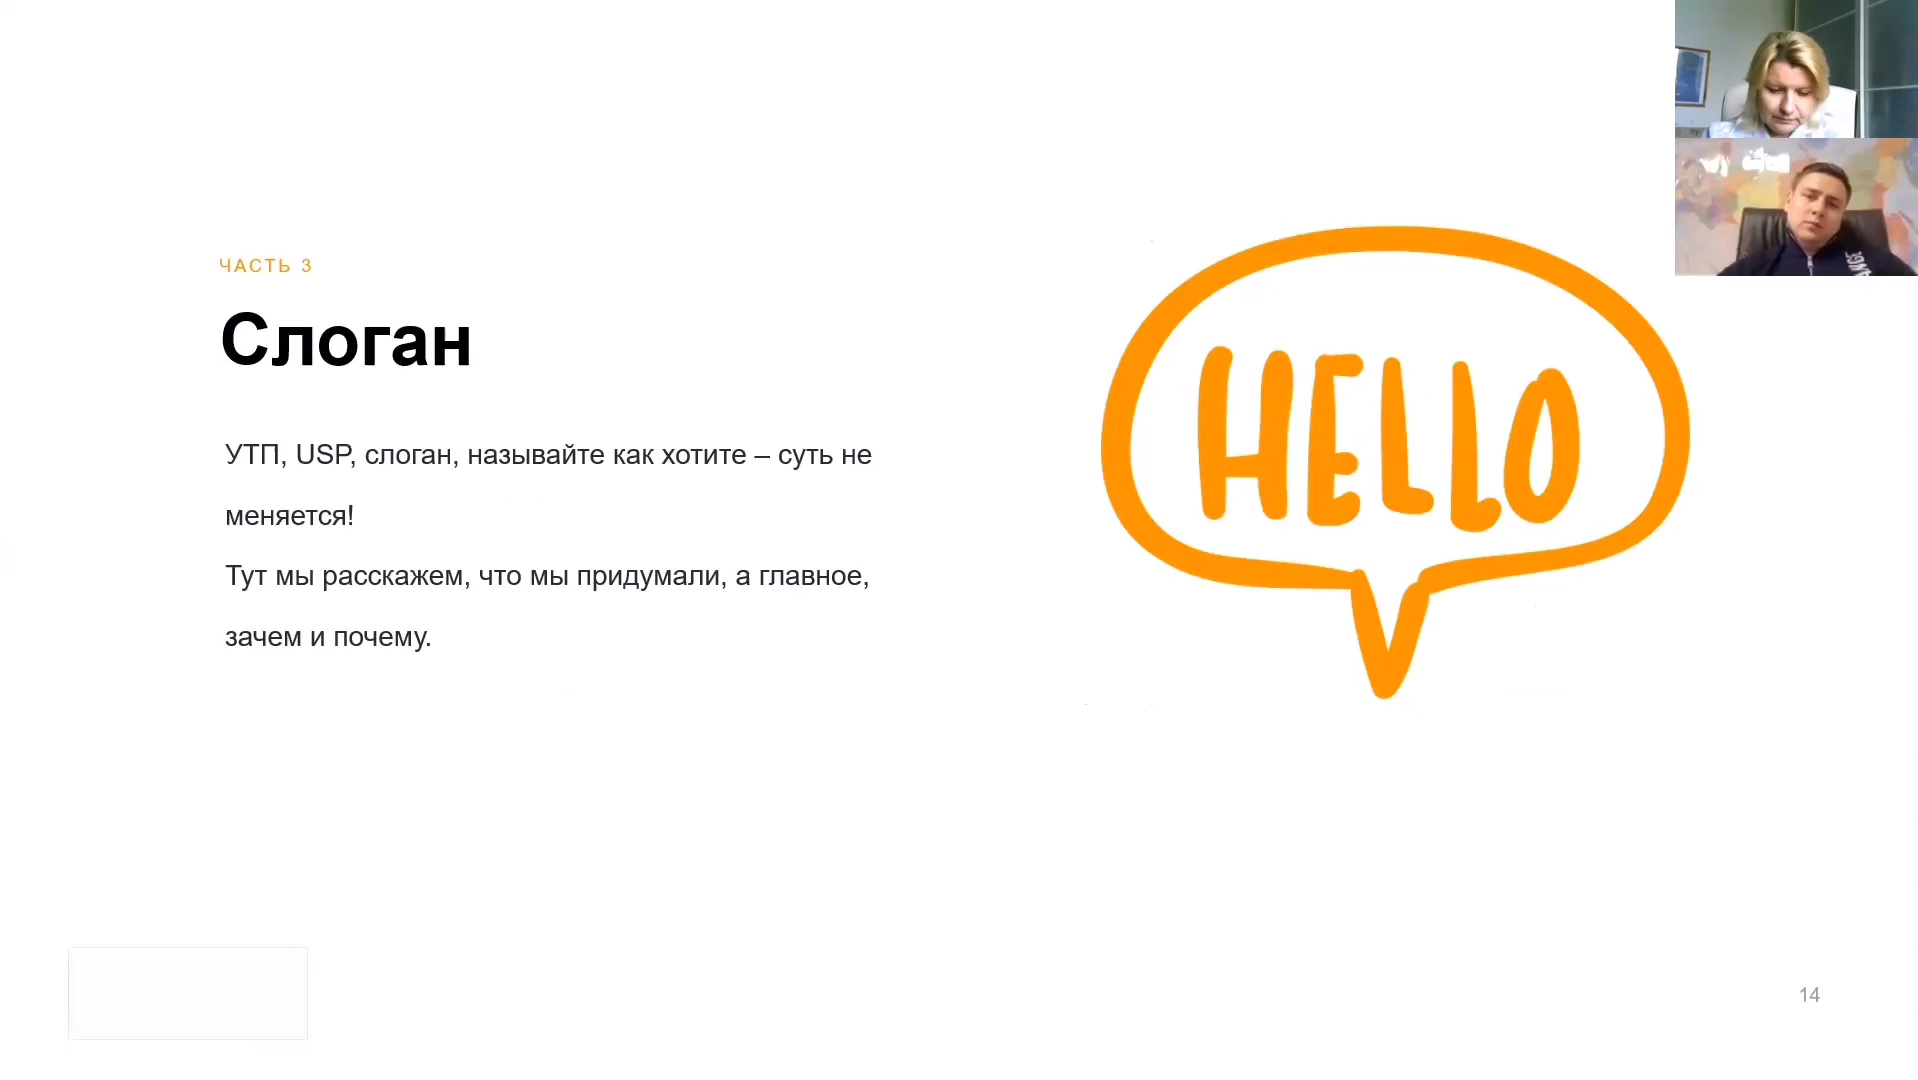 ЧАСТЬ 3
Слоган
УТП, USP, слоган, называйте как хотите – суть не
меняется!
Тут мы расскажем, что мы придумали, а главное,
зачем и почему.
HELLO
14